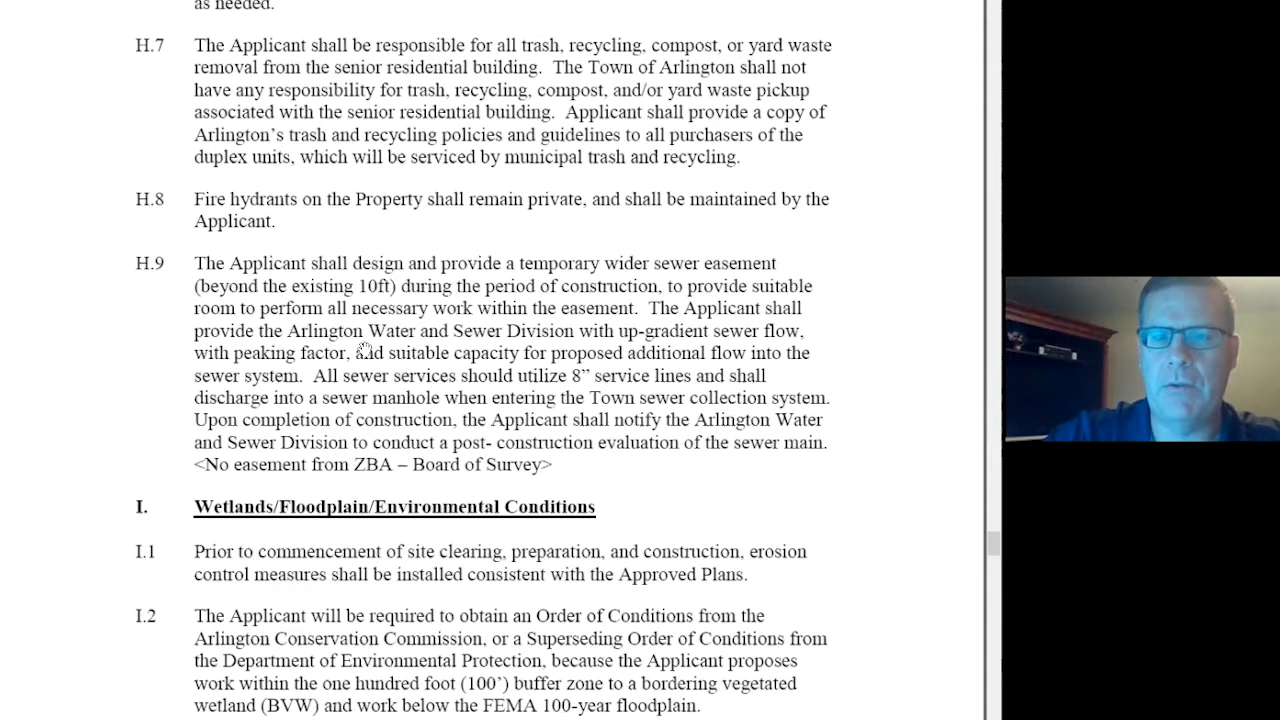 as needed.
H.7 The Applicant shall be responsible for all trash, recycling, compost, or yard waste
removal from the senior residential building. The Town of Arlington shall not
have any responsibility for trash, recycling, compost, and/or yard waste pickup
associated with the senior residential building. Applicant shall provide a copy of
Arlington's trash and recycling policies and guidelines to all purchasers of the
duplex units, which will be serviced by municipal trash and recycling.
H.8 Fire hydrants on the Property shall remain private, and shall be maintained by the
Applicant.
H.9 The Applicant shall design and provide a temporary wider sewer easement
(beyond the existing 10ft) during the period of construction, to provide suitable
room to perform all necessary work within the easement. The Applicant shall
provide the Arlington Water and Sewer Division with up-gradient sewer flow,
with peaking factor, and suitable capacity for proposed additional flow into the
sewer system. All sewer services should utilize 8” service lines and shall
discharge into a sewer manhole when entering the Town sewer collection system.
Upon completion of construction, the Applicant shall notify the Arlington Water
and Sewer Division to conduct a post- construction evaluation of the sewer main.
<No easement from ZBA – Board of Survey>
I. Wetlands/Floodplain/Environmental Conditions
I.1 Prior to commencement of site clearing, preparation, and construction, erosion
control measures shall be installed consistent with the Approved Plans.
I.2 The Applicant will be required to obtain an Order of Conditions from the
Arlington Conservation Commission, or a Superseding Order of Conditions from
the Department of Environmental Protection, because the Applicant proposes
work within the one hundred foot (100’) buffer zone to a bordering vegetated
wetland (BVW) and work below the FEMA 100-year floodplain.